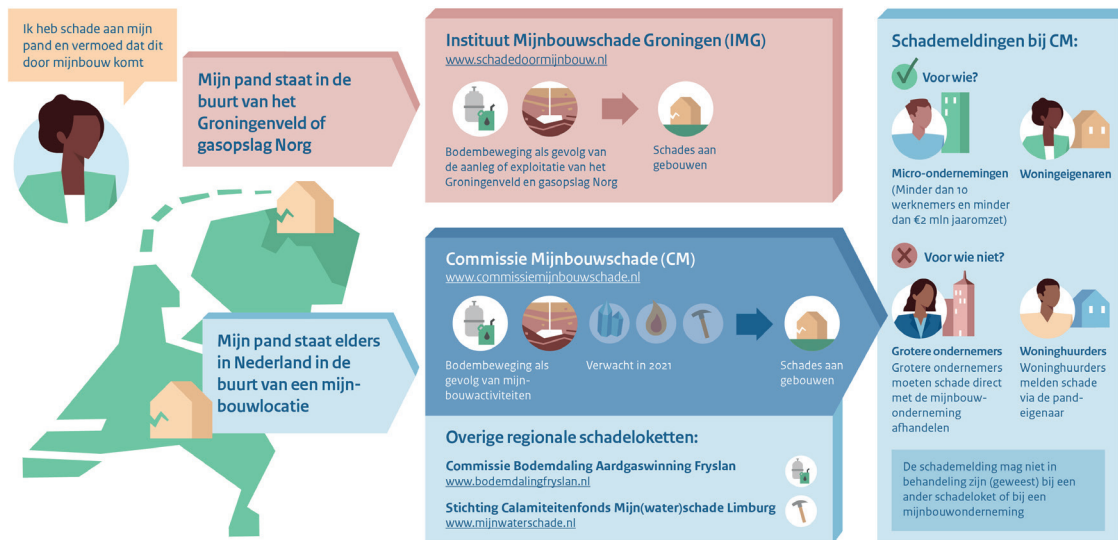 Ik heb schade aan mijn
pand en vermoed dat dit
door mijnbouw komt
Mijn pand staat in de
buurt van het
Groningenveld of
gasopslag Norg
Instituut Mijnbouwschade Groningen (IMG)
www.schadedoormijnbouw.nl
Bodembeweging als gevolg van
de aanleg of exploitatie van het
Groningenveld en gasopslag Norg
Schades aan
gebouwen
Mijn pand staat elders
in Nederland in de
buurt van een mijn-
bouwlocatie
Commissie Mijnbouwschade (CM)
www.commissiemijnbouwschade.nl
Bodembeweging als
gevolg van mijn-
bouwactiviteiten
Verwacht in 2021
Schades aan
gebouwen
Overige regionale schadeloketten:
Commissie Bodemdaling Aardgaswinning Fryslan
www.bodemdalingfryslan.nl
Stichting Calamiteitenfonds Mijn(water)schade Limburg
www.mijnwaterschade.nl
Schademeldingen bij CM:
Voor wie?
Micro-ondernemingen
(Minder dan 10
werknemers en minder
dan €2 mln jaaromzet)
Woningeigenaren
Voor wie niet?
Grotere ondernemers
Grotere ondernemers
moeten schade direct
met de mijnbouw-
onderneming
afhandelen
Woninghuurders
Woninghuurders
melden schade
via de pand-
eigenaar
De schademelding mag niet in
behandeling zijn (geweest) bij een
ander schadeloket of bij een
mijnbouwonderneming